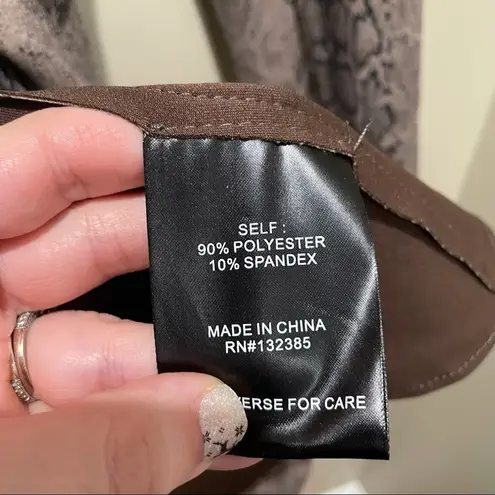 SELF :
90% POLYESTER
10% SPANDEX
MADE IN CHINA
RN#132385
ERSE FOR CARE